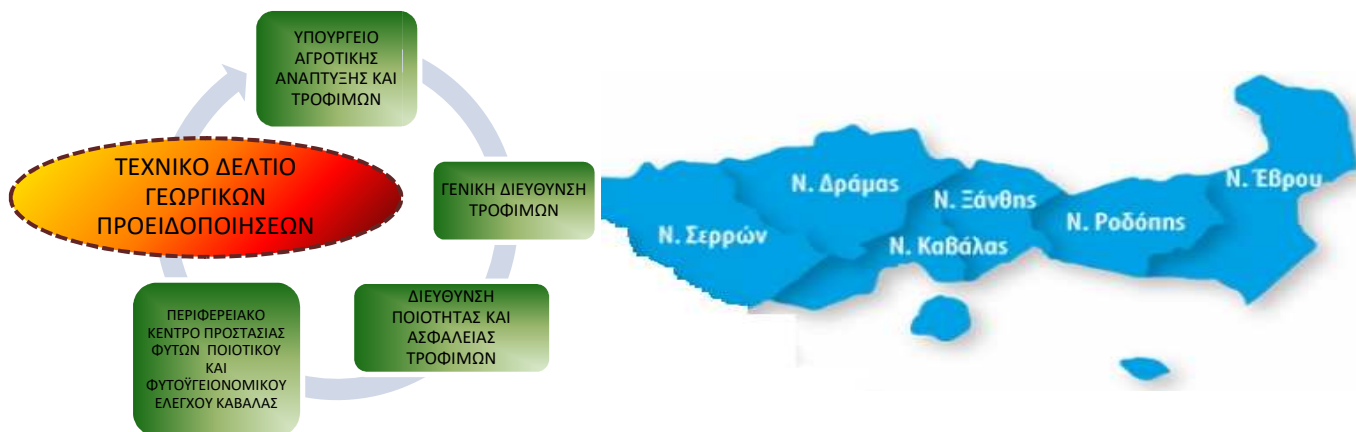 ΥΠΟΥΡΓΕΙΟ
ΑΓΡΟΤΙΚΗΣ
ΑΝΑΠΤΥΞΗΣ ΚΑΙ
ΤΡΟΦΙΜΩΝ
ΓΕΝΙΚΗ ΔΙΕΥΘΥΝΣΗ
ΤΡΟΦΙΜΩΝ
ΔΙΕΥΘΥΝΣΗ
ΠΟΙΟΤΗΤΑΣ ΚΑΙ
ΑΣΦΑΛΕΙΑΣ
ΤΡΟΦΙΜΩΝ
ΠΕΡΙΦΕΡΕΙΑΚΟ
ΚΕΝΤΡΟ ΠΡΟΣΤΑΣΙΑΣ
ΦΥΤΩΝ ΠΟΙΟΤΙΚΟΥ
ΚΑΙ
ΦΥΤΟΫΓΕΙΟΝΟΜΙΚΟΥ
ΕΛΕΓΧΟΥ ΚΑΒΑΛΑΣ
ΤΕΧΝΙΚΟ ΔΕΛΤΙΟ
ΓΕΩΡΓΙΚΩΝ
ΠΡΟΕΙΔΟΠΟΙΗΣΕΩΝ
Ν. Σερρών
Ν. Δράμας
Ν. Καβάλας
Ν. Ξάνθης
Ν. Ροδόπης
Ν. Έβρου